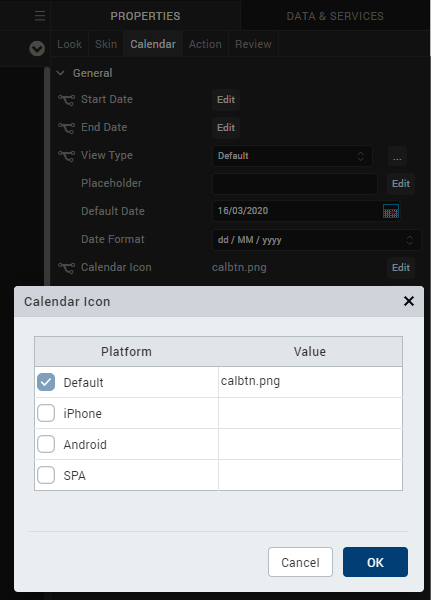 PROPERTIES DATA & SERVICES
Look Skin Calendar Action Review
General
Start Date Edit
End Date Edit
View Type Default ...
Placeholder Edit
Default Date 16/03/2020
Date Format dd / MM / yyyy
Calendar Icon calbtn.png Edit
Calendar Icon
Platform Value
Default calbtn.png
iPhone
Android
SPA
Cancel OK